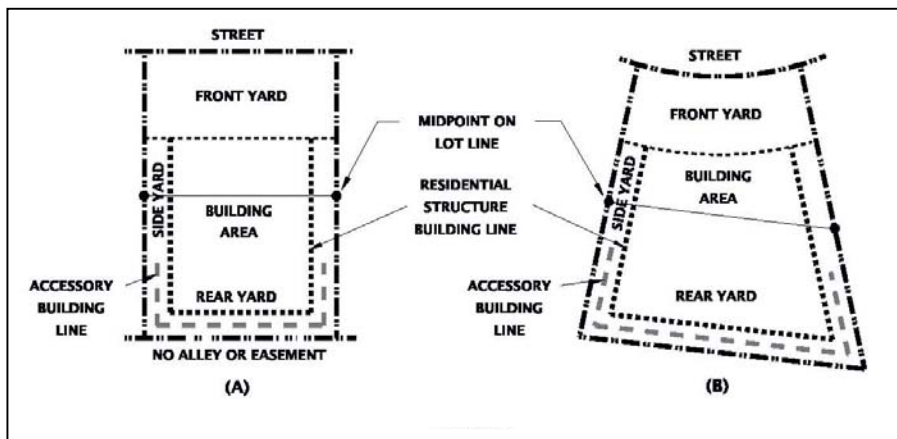 STREET
FRONT YARD
SIDE YARD
BUILDING
AREA
REAR YARD
ACCESSORY
BUILDING
LINE
NO ALLEY OR EASEMENT
(A)
MIDPOINT ON
LOT LINE
RESIDENTIAL
STRUCTURE
BUILDING LINE
STREET
FRONT YARD
SIDE YARD
BUILDING
AREA
ACCESSORY
BUILDING
LINE
REAR YARD
(B)